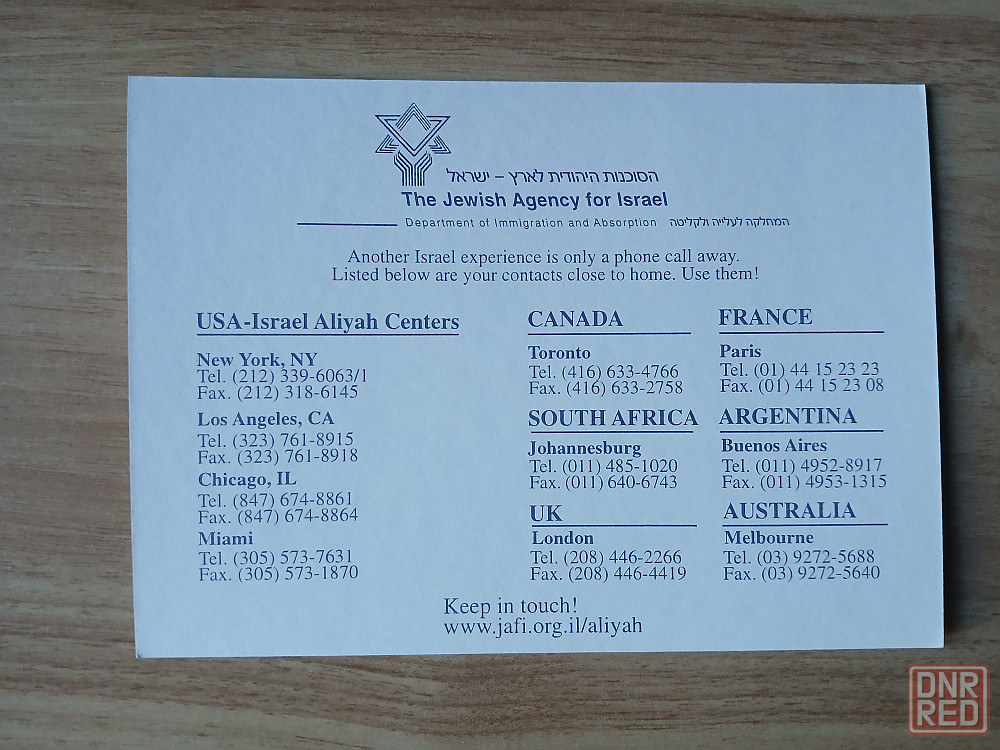 הסוכנות היהודית לארץ – ישראל
The Jewish Agency for Israel
Department of Immigration and Absorption המחלקה לעלייה ולקליטה
Another Israel experience is only a phone call away.
Listed below are your contacts close to home. Use them!
USA-Israel Aliyah Centers
New York, NY
Tel. (212) 339-6063/1
Fax. (212) 318-6145
Los Angeles, CA
Tel. (323) 761-8915
Fax. (323) 761-8918
Chicago, IL
Tel. (847) 674-8861
Fax. (847) 674-8864
Miami
Tel. (305) 573-7631
Fax. (305) 573-1870
CANADA
Toronto
Tel. (416) 633-4766
Fax. (416) 633-2758
SOUTH AFRICA
Johannesburg
Tel. (011) 485-1020
Fax. (011) 640-6743
UK
London
Tel. (208) 446-2266
Fax. (208) 446-4419
FRANCE
Paris
Tel. (01) 44 15 23 23
Fax. (01) 44 15 23 08
ARGENTINA
Buenos Aires
Tel. (011) 4952-8917
Fax. (011) 4953-1315
AUSTRALIA
Melbourne
Tel. (03) 9272-5688
Fax. (03) 9272-5640
Keep in touch!
www.jafi.org.il/aliyah
DNR
RED